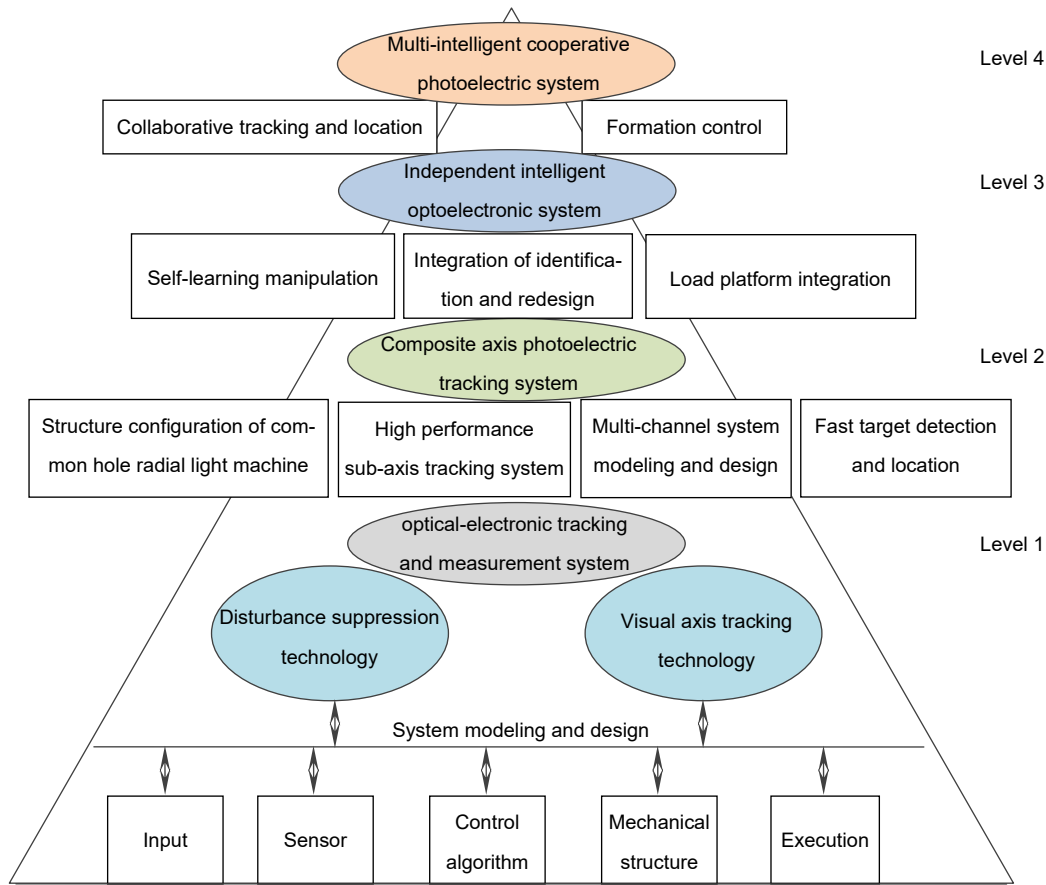 Multi-intelligent cooperative
photoelectric system
Level 4
Collaborative tracking and location
Formation control
Independent intelligent
optoelectronic system
Level 3
Self-learning manipulation
Integration of identifica-
tion and redesign
Load platform integration
Composite axis photoelectric
tracking system
Level 2
Structure configuration of com-
mon hole radial light machine
High performance
sub-axis tracking system
Multi-channel system
modeling and design
Fast target detection
and location
optical-electronic tracking
and measurement system
Level 1
Disturbance suppression
technology
Visual axis tracking
technology
System modeling and design
Input
Sensor
Control
algorithm
Mechanical
structure
Execution